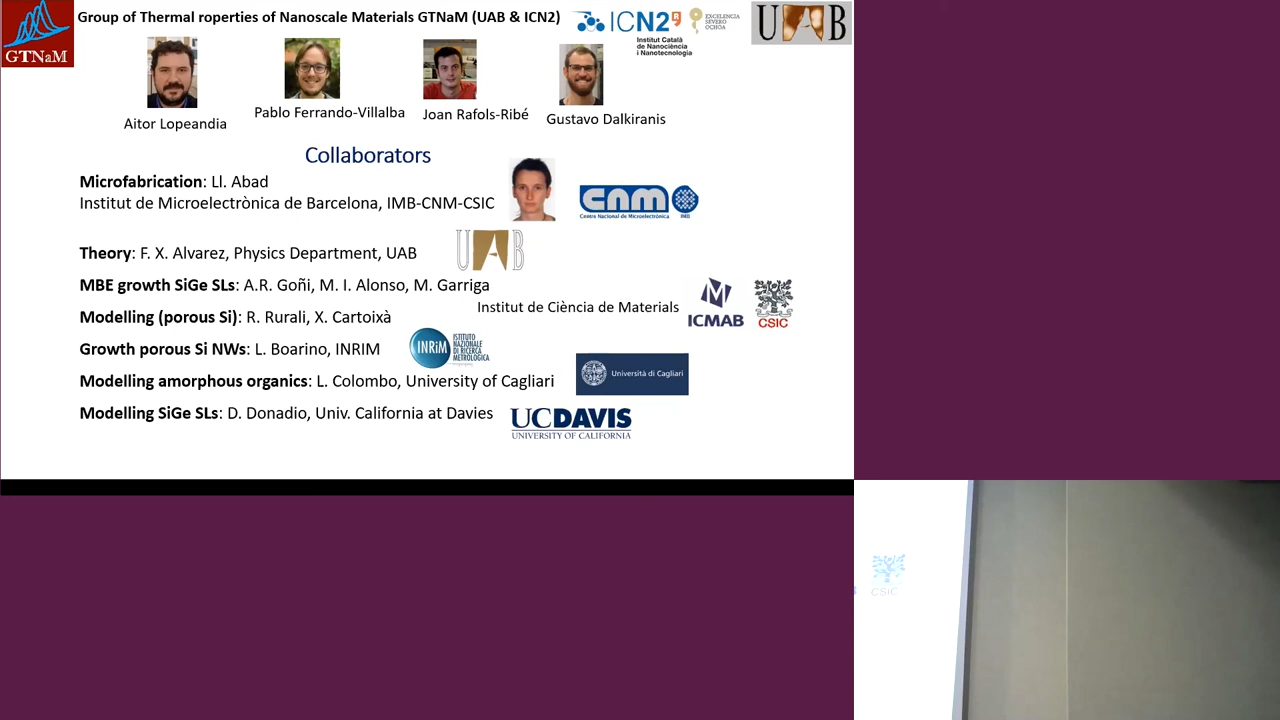 Group of Thermal roperties of Nanoscale Materials GTNaM (UAB & ICN2)
GTNaM
ICN2
Institut Català
de Nanociència
i Nanotecnologia
EXCELENCIA
SEVERO
OCHOA
UAB
Aitor Lopeandia
Pablo Ferrando-Villalba
Joan Rafols-Ribé
Gustavo Dalkiranis
Collaborators
Microfabrication: Ll. Abad
Institut de Microelectrònica de Barcelona, IMB-CNM-CSIC
cnm
Centro Nacional de Microelectrónica
IMB
Theory: F. X. Alvarez, Physics Department, UAB
UAB
MBE growth SiGe SLs: A.R. Goñi, M. I. Alonso, M. Garriga
Institut de Ciència de Materials
ICMAB
CSIC
Modelling (porous Si): R. Rurali, X. Cartoixà
Growth porous Si NWs: L. Boarino, INRIM
INRiM
ISTITUTO
NAZIONALE
DI RICERCA
METROLOGICA
Modelling amorphous organics: L. Colombo, University of Cagliari
Università di Cagliari
Modelling SiGe SLs: D. Donadio, Univ. California at Davies
UCDAVIS
UNIVERSITY OF CALIFORNIA
CSIC